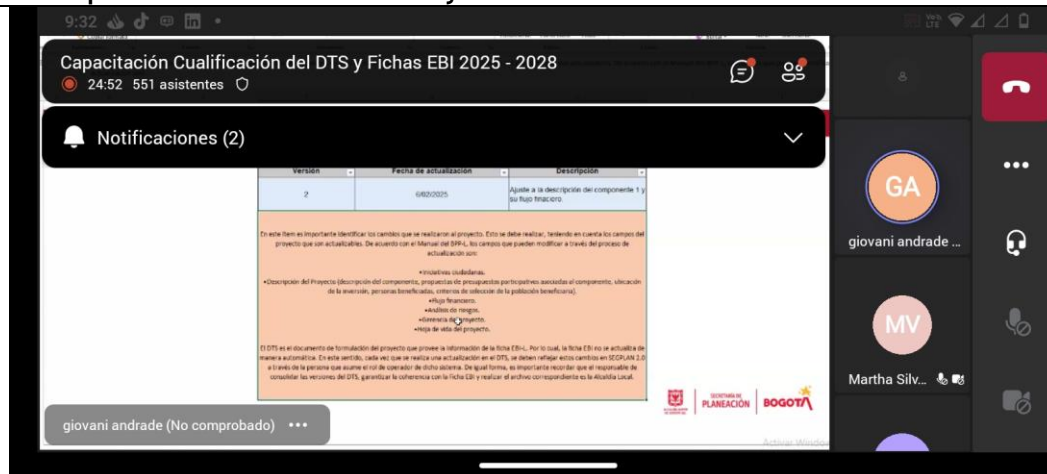 9:32
Capacitación Cualificación del DTS y Fichas EBI 2025 - 2028
24:52 551 asistentes
Notificaciones (2)
Versión Fecha de actualización Descripción
2 6/02/2025 Ajuste a la descripción del componente 1 y
su flujo finaciero.
En este ítem es importante identificar los cambios que se realizaron al proyecto. Esto se debe realizar, teniendo en cuenta los campos del
proyecto que son actualizables. De acuerdo con el Manual del BPP-L, los campos que pueden modificar a través del proceso de
actualización son:
•Iniciativas ciudadanas.
•Descripción del Proyecto (descripción del componente, propuestas de presupuestos participativos asociadas al componente, ubicación
de la inversión, personas beneficiadas, criterios de selección de la población beneficiaria).
•Flujo financiero.
•Análisis de riesgos.
•Gerencia del proyecto.
•Hoja de vida del proyecto.
El DTS es el documento de formulación del proyecto que provee la información de la ficha EBI-L. Por lo cual, la ficha EBI no se actualiza de
manera automática. En este sentido, cada vez que se realiza una actualización en el DTS, se deben reflejar estos cambios en SEGPLAN 2.0
a través de la persona que asume el rol de operador de dicho sistema. De igual forma, es importante recordar que el responsable de
consolidar las versiones del DTS, garantizar la coherencia con la Ficha EBI y realizar el archivo correspondiente es la Alcaldía Local.
SECRETARÍA DE
PLANEACIÓN
BOGOTÁ
giovani andrade (No comprobado)
GA
giovani andrade ...
MV
Martha Silv...